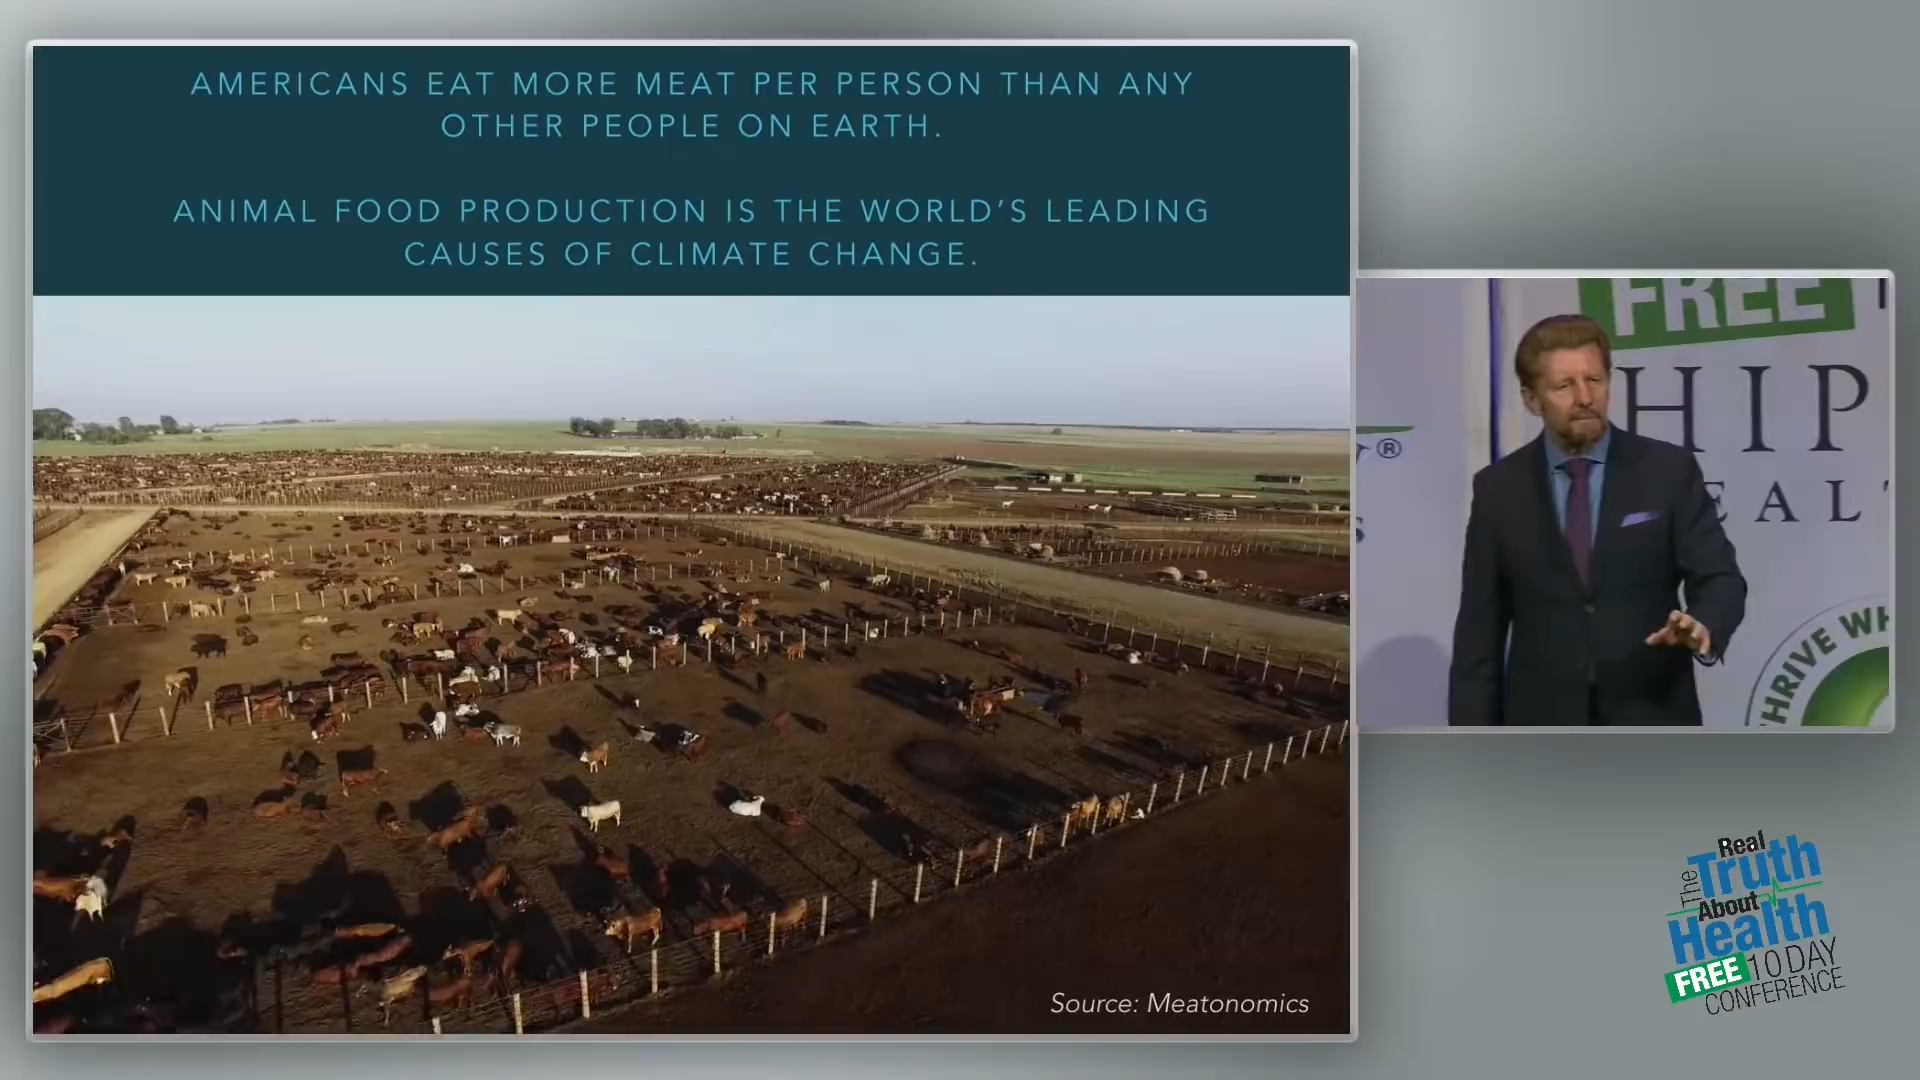 AMERICANS EAT MORE MEAT PER PERSON THAN ANY
OTHER PEOPLE ON EARTH.
ANIMAL FOOD PRODUCTION IS THE WORLD'S LEADING
CAUSES OF CLIMATE CHANGE.
Source: Meatonomics
FREE
HIP
EALT
®
S
THRIVE WH
The Real
Truth
About
Health
FREE 10 DAY
CONFERENCE